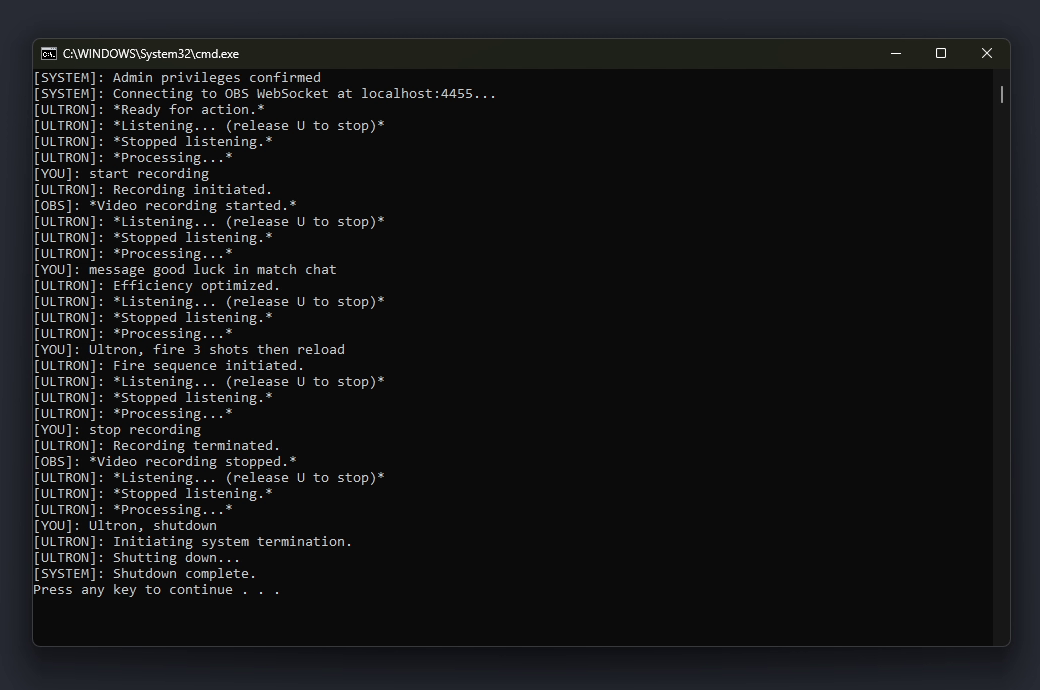 C:\WINDOWS\System32\cmd.exe
[SYSTEM]: Admin privileges confirmed
[SYSTEM]: Connecting to OBS WebSocket at localhost:4455...
[ULTRON]: *Ready for action.*
[ULTRON]: *Listening... (release U to stop)*
[ULTRON]: *Stopped listening.*
[ULTRON]: *Processing...*
[YOU]: start recording
[ULTRON]: Recording initiated.
[OBS]: *Video recording started.*
[ULTRON]: *Listening... (release U to stop)*
[ULTRON]: *Stopped listening.*
[ULTRON]: *Processing...*
[YOU]: message good luck in match chat
[ULTRON]: Efficiency optimized.
[ULTRON]: *Listening... (release U to stop)*
[ULTRON]: *Stopped listening.*
[ULTRON]: *Processing...*
[YOU]: Ultron, fire 3 shots then reload
[ULTRON]: Fire sequence initiated.
[ULTRON]: *Listening... (release U to stop)*
[ULTRON]: *Stopped listening.*
[ULTRON]: *Processing...*
[YOU]: stop recording
[ULTRON]: Recording terminated.
[OBS]: *Video recording stopped.*
[ULTRON]: *Listening... (release U to stop)*
[ULTRON]: *Stopped listening.*
[ULTRON]: *Processing...*
[YOU]: Ultron, shutdown
[ULTRON]: Initiating system termination.
[ULTRON]: Shutting down...
[SYSTEM]: Shutdown complete.
Press any key to continue . . .